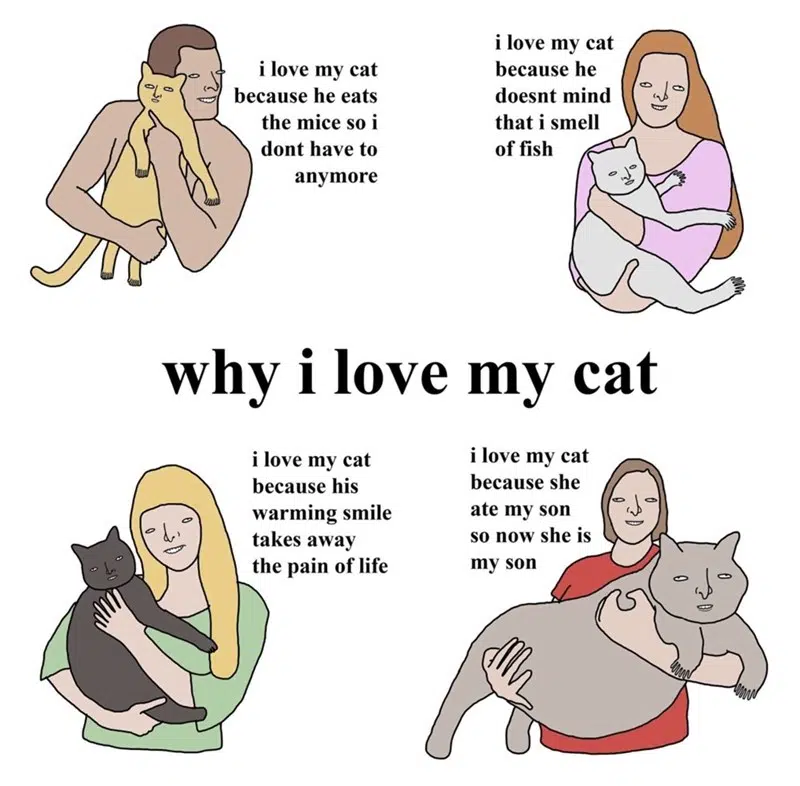 i love my cat
because he eats
the mice so i
dont have to
anymore
i love my cat
because he
doesnt mind
that i smell
of fish
why i love my cat
i love my cat
because his
warming smile
takes away
the pain of life
i love my cat
because she
ate my son
so now she is
my son